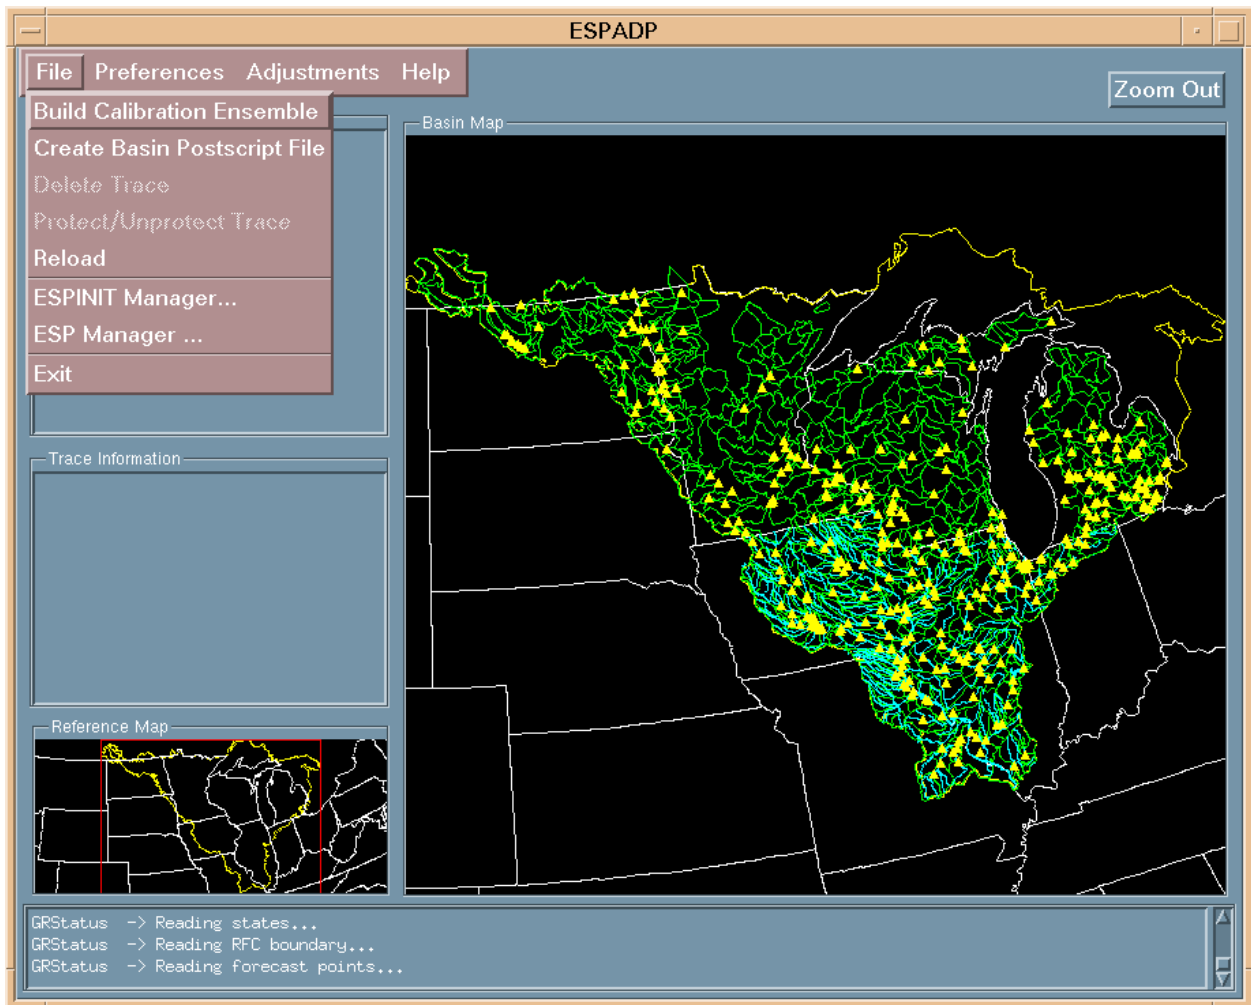 ESPADP
File Preferences Adjustments Help
Zoom Out
Build Calibration Ensemble
Create Basin Postscript File
Delete Trace
Protect/Unprotect Trace
Reload
ESPINIT Manager...
ESP Manager ...
Exit
Basin Map
Trace Information
Reference Map
GRStatus -> Reading states...
GRStatus -> Reading RFC boundary...
GRStatus -> Reading forecast points...